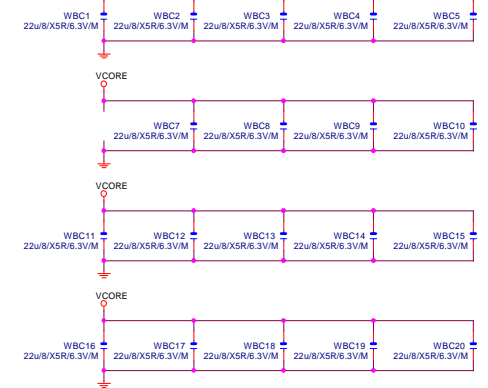 WBC1 WBC2 WBC3 WBC4 WBC5
22u/8/X5R/6.3V/M 22u/8/X5R/6.3V/M 22u/8/X5R/6.3V/M 22u/8/X5R/6.3V/M 22u/8/X5R/6.3V/M
VCORE
WBC7 WBC8 WBC9 WBC10
22u/8/X5R/6.3V/M 22u/8/X5R/6.3V/M 22u/8/X5R/6.3V/M 22u/8/X5R/6.3V/M
VCORE
WBC11 WBC12 WBC13 WBC14 WBC15
22u/8/X5R/6.3V/M 22u/8/X5R/6.3V/M 22u/8/X5R/6.3V/M 22u/8/X5R/6.3V/M 22u/8/X5R/6.3V/M
VCORE
WBC16 WBC17 WBC18 WBC19 WBC20
22u/8/X5R/6.3V/M 22u/8/X5R/6.3V/M 22u/8/X5R/6.3V/M 22u/8/X5R/6.3V/M 22u/8/X5R/6.3V/M